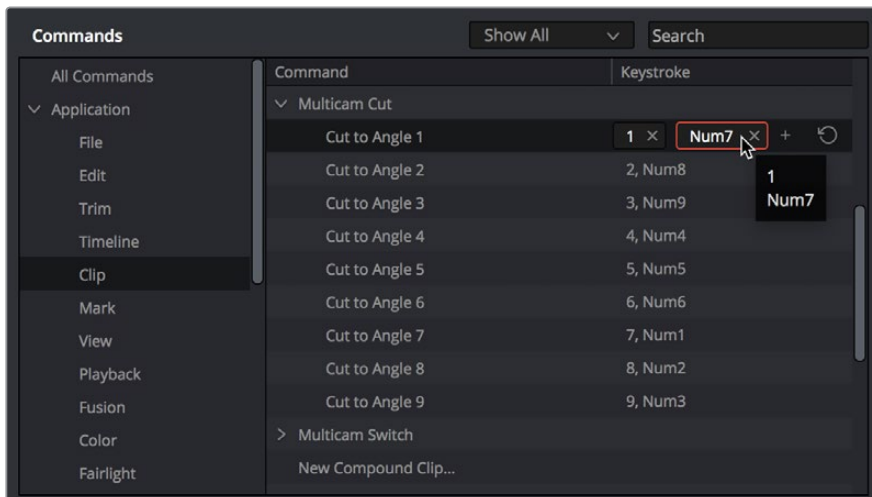 Commands
Show All
Search
All Commands
Application
File
Edit
Trim
Timeline
Clip
Mark
View
Playback
Fusion
Color
Fairlight
Command Keystroke
Multicam Cut
Cut to Angle 1 1 Num7
1
Num7
Cut to Angle 2 2, Num8
Cut to Angle 3 3, Num9
Cut to Angle 4 4, Num4
Cut to Angle 5 5, Num5
Cut to Angle 6 6, Num6
Cut to Angle 7 7, Num1
Cut to Angle 8 8, Num2
Cut to Angle 9 9, Num3
Multicam Switch
New Compound Clip...